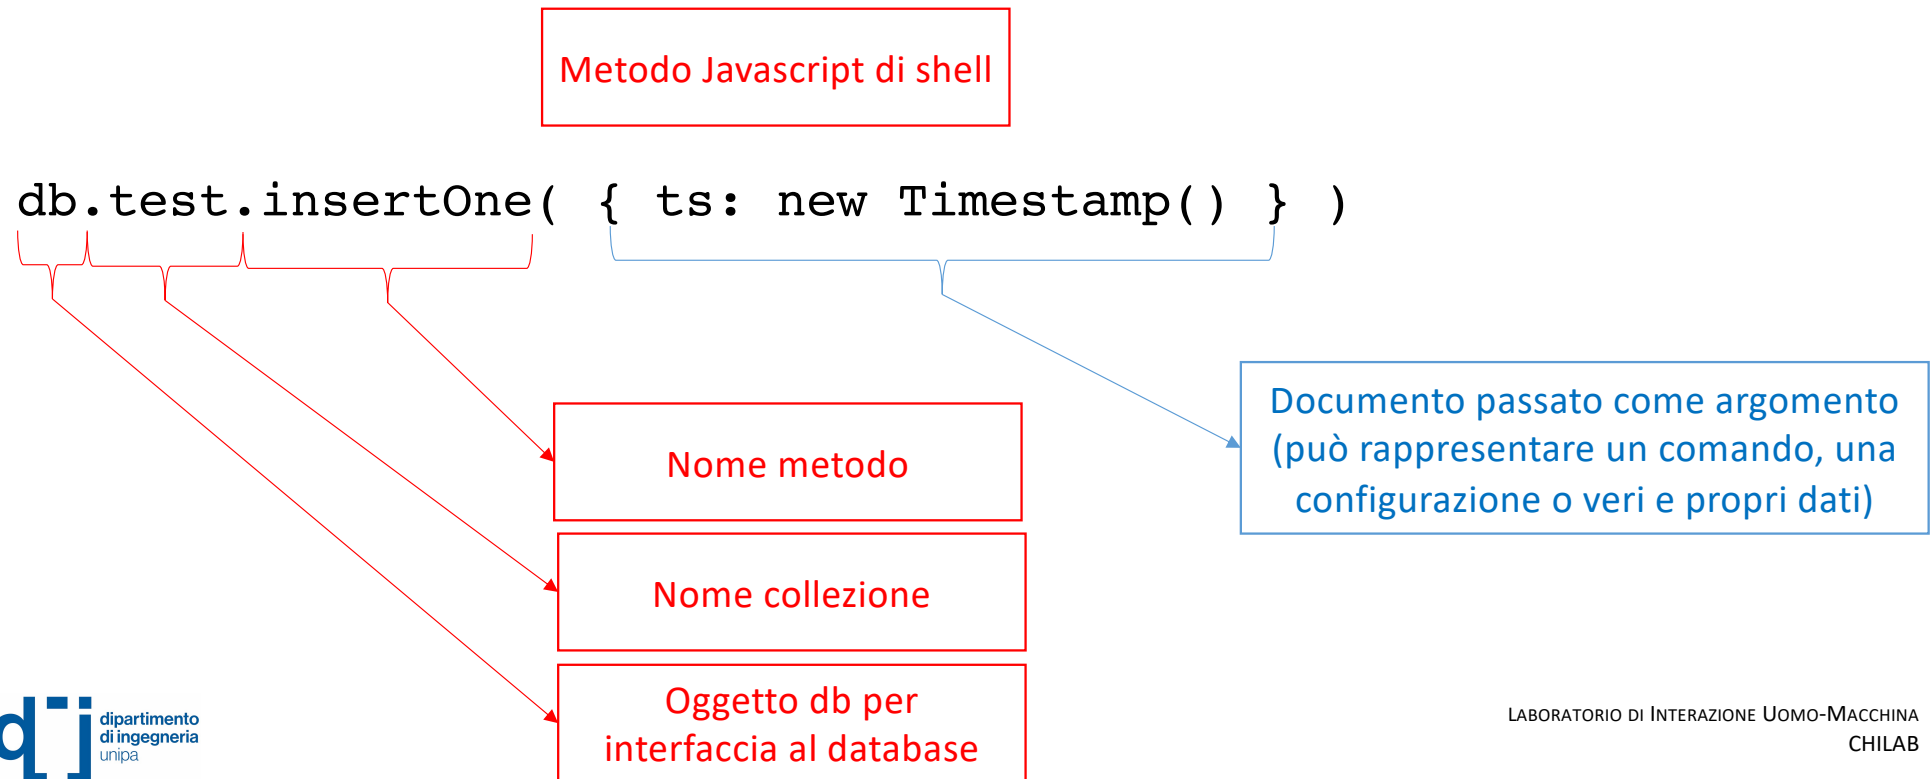 Metodo Javascript di shell
db.test.insertOne( { ts: new Timestamp() } )
Documento passato come argomento
(può rappresentare un comando, una
configurazione o veri e propri dati)
Nome metodo
Nome collezione
Oggetto db per
interfaccia al database
dipartimento
di ingegneria
unipa
LABORATORIO DI INTERAZIONE UOMO-MACCHINA
CHILAB